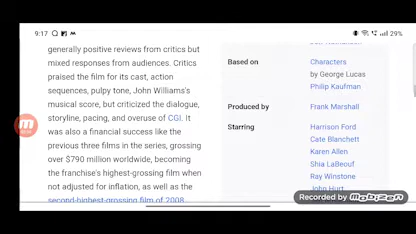 9:17
29%
generally positive reviews from critics but
mixed responses from audiences. Critics
praised the film for its cast, action
sequences, pulpy tone, John Williams's
musical score, but criticized the dialogue,
storyline, pacing, and overuse of CGI. It
was also a financial success like the
previous three films in the series, grossing
over $790 million worldwide, becoming
the franchise's highest-grossing film when
not adjusted for inflation, as well as the
second-highest-grossing film of 2008
Based on
Characters
by George Lucas
Philip Kaufman
Produced by
Frank Marshall
Starring
Harrison Ford
Cate Blanchett
Karen Allen
Shia LaBeouf
Ray Winstone
John Hurt
Recorded by mobizen